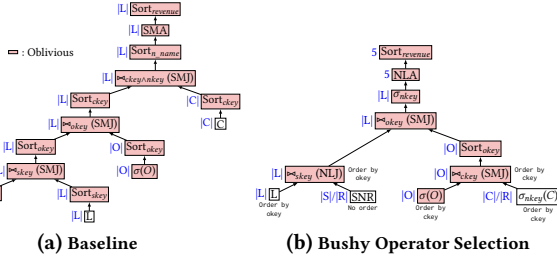 |L| Sort_revenue
|L| SMA
|L| Sort_n_name
: Oblivious
|L| ⋈_ckey∧nkey (SMJ)
|L| Sort_ckey
|C| Sort_ckey
|C| C
|L| ⋈_okey (SMJ)
|L| Sort_okey
|O| Sort_okey
|O| σ(O)
⋈_skey (SMJ)
|L| Sort_skey
|L| L
(a) Baseline
5 Sort_revenue
5 NLA
|L| σ_nkey
|L| ⋈_okey (SMJ)
|O| Sort_okey
|L| ⋈_skey (NLJ) Order by okey
|O| ⋈_ckey (SMJ) Order by ckey
|L| L Order by okey
|S|/|R| SNR No order
|O| σ(O) Order by ckey
|C|/|R| σ_nkey(C) Order by ckey
(b) Bushy Operator Selection